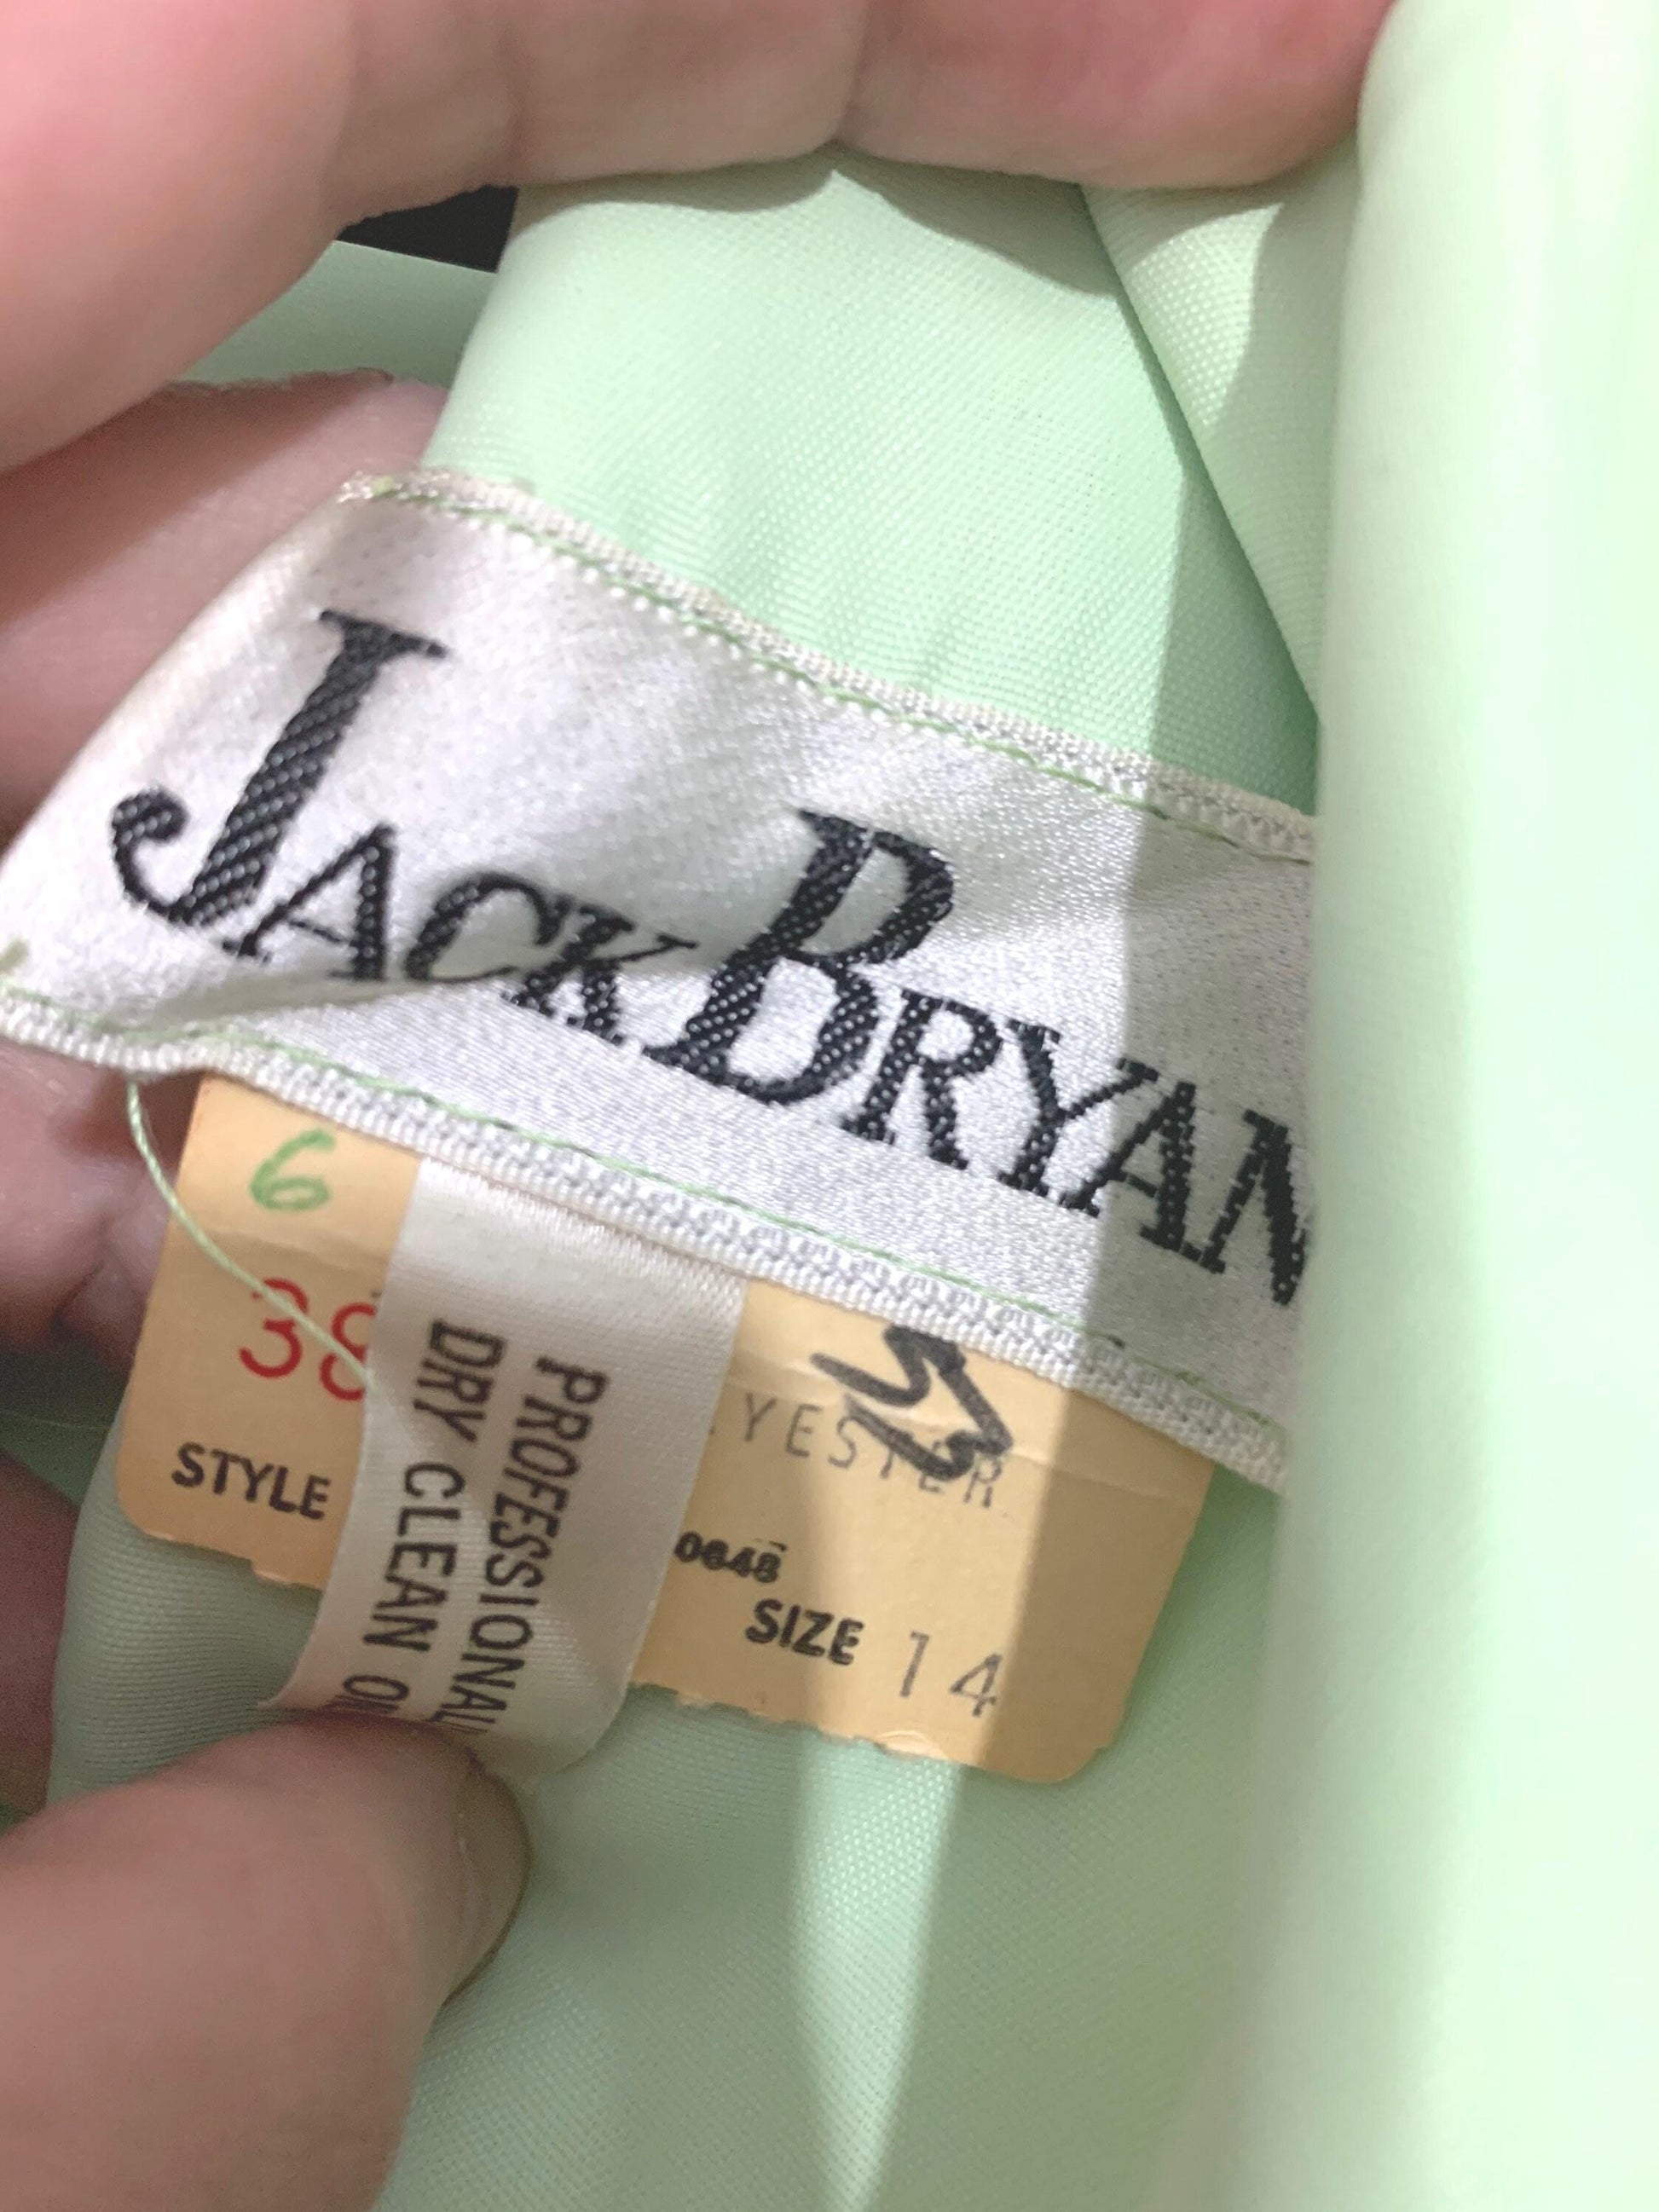 JACK BRYAN
6
38
YESTER
STYLE
0648
SIZE 14
PROFESSIONAL
DRY CLEAN